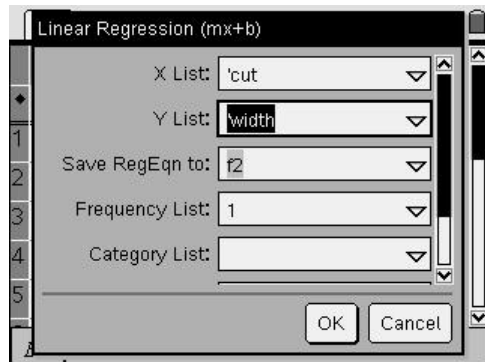 Linear Regression (mx+b)
X List: 'cut
Y List: 'width
Save RegEqn to: f2
Frequency List: 1
Category List:
OK Cancel
1
2
3
4
5